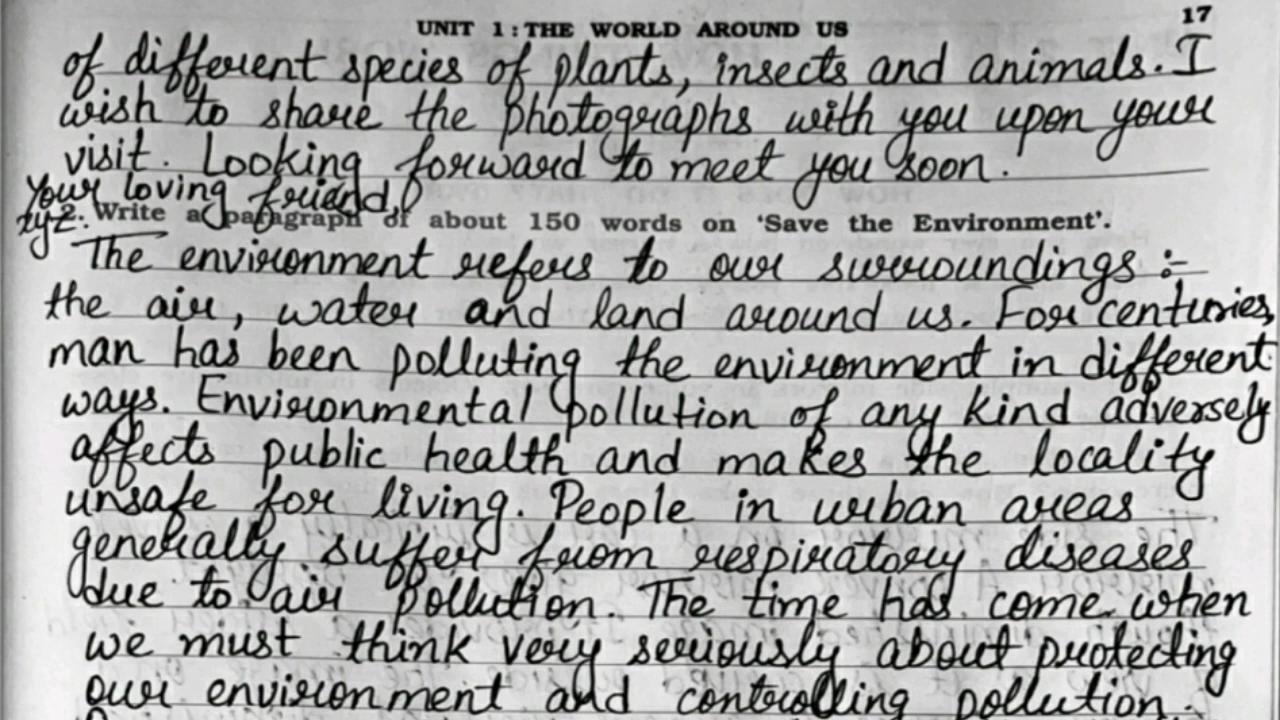 UNIT 1 : THE WORLD AROUND US 17
of different species of plants, insects and animals. I
wish to share the photographs with you upon your
visit. Looking forward to meet you soon.
Your loving friend,
2. Write a paragraph of about 150 words on 'Save the Environment'.
The environment refers to our surroundings :-
the air, water and land around us. For centuries,
man has been polluting the environment in different
ways. Environmental pollution of any kind adversely
affects public health and makes the locality
unsafe for living. People in urban areas
generally suffer from respiratory diseases
due to air pollution. The time has come when
we must think very seriously about protecting
our environment and controlling pollution.